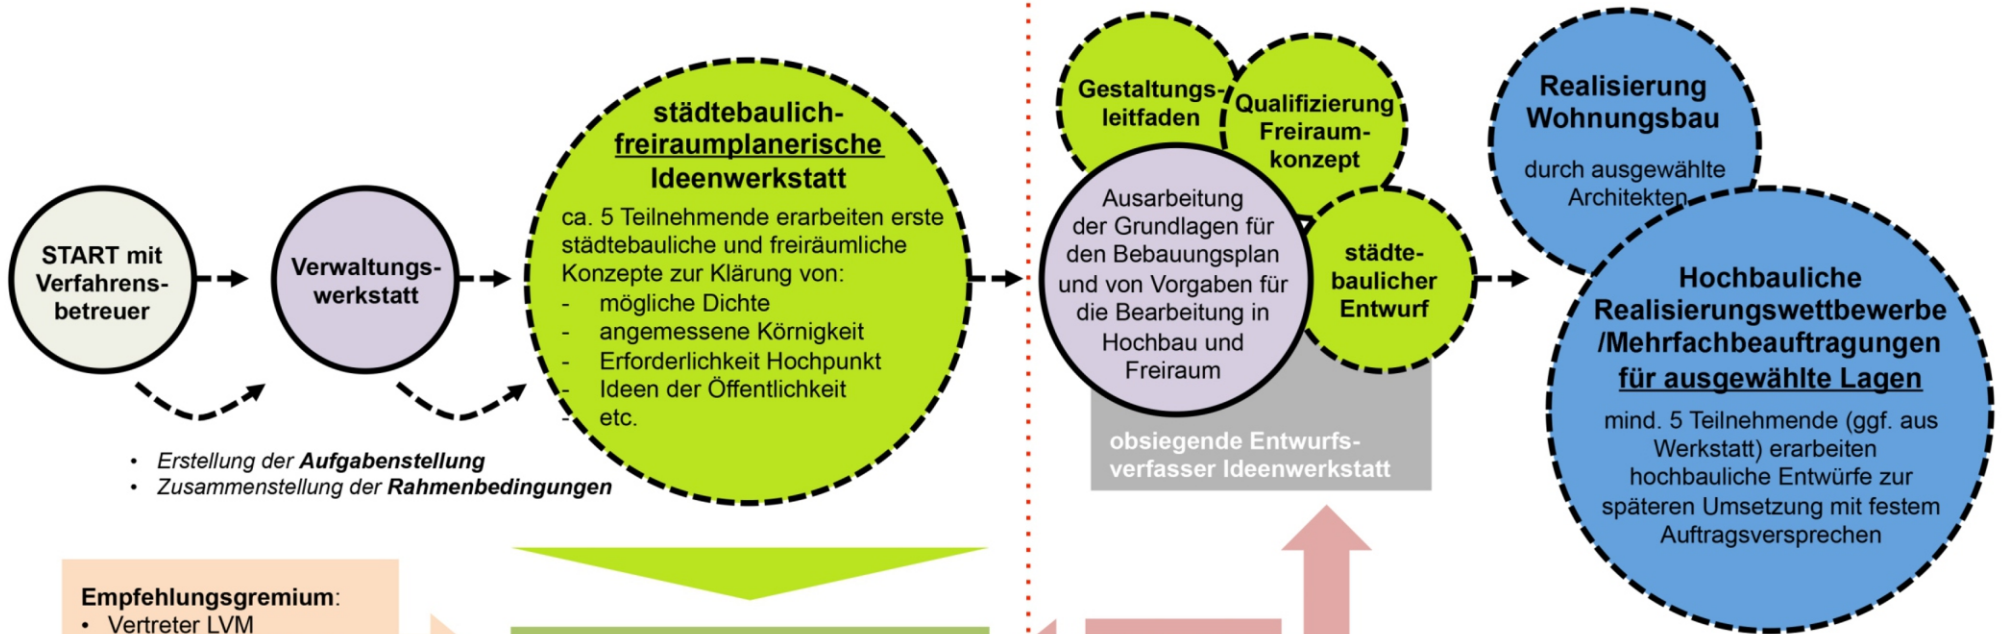 START mit
Verfahrens-
betreuer
Verwaltungs-
werkstatt
• Erstellung der Aufgabenstellung
• Zusammenstellung der Rahmenbedingungen
städtebaulich-
freiraumplanerische
Ideenwerkstatt
ca. 5 Teilnehmende erarbeiten erste
städtebauliche und freiräumliche
Konzepte zur Klärung von:
- mögliche Dichte
- angemessene Körnigkeit
- Erforderlichkeit Hochpunkt
- Ideen der Öffentlichkeit
- etc.
Gestaltungs-
leitfaden
Qualifizierung
Freiraum-
konzept
Ausarbeitung
der Grundlagen für
den Bebauungsplan
und von Vorgaben für
die Bearbeitung in
Hochbau und
Freiraum
städte-
baulicher
Entwurf
obsiegende Entwurfs-
verfasser Ideenwerkstatt
Realisierung
Wohnungsbau
durch ausgewählte
Architekten
Hochbauliche
Realisierungswettbewerbe
/Mehrfachbeauftragungen
für ausgewählte Lagen
mind. 5 Teilnehmende (ggf. aus
Werkstatt) erarbeiten
hochbauliche Entwürfe zur
späteren Umsetzung mit festem
Auftragsversprechen
Empfehlungsgremium:
• Vertreter LVM